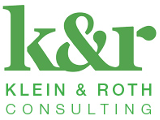 k&r
KLEIN & ROTH
CONSULTING